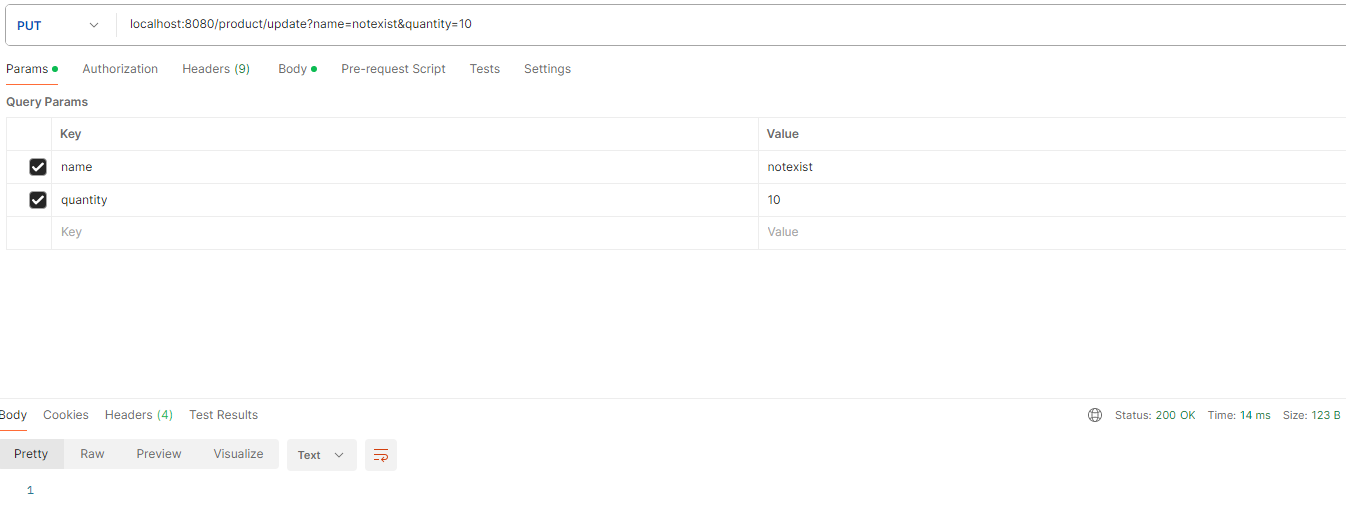 PUT localhost:8080/product/update?name=notexist&quantity=10
Params Authorization Headers (9) Body Pre-request Script Tests Settings
Query Params
Key Value
name notexist
quantity 10
Key Value
Body Cookies Headers (4) Test Results Status: 200 OK Time: 14 ms Size: 123 B
Pretty Raw Preview Visualize Text
1